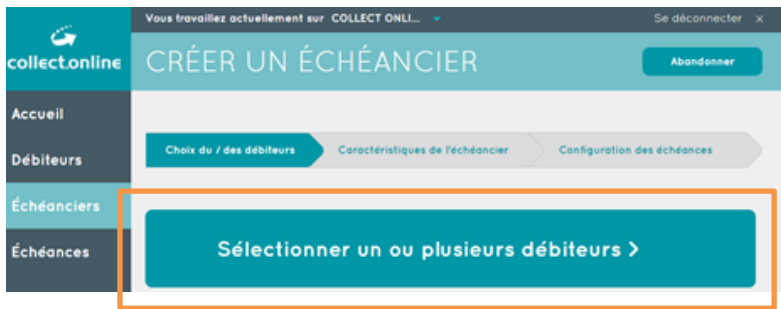 Vous travaillez actuellement sur COLLECT ONLI...
Se déconnecter x
collect.online
CRÉER UN ÉCHÉANCIER
Abandonner
Accueil
Débiteurs
Échéanciers
Échéances
Choix du / des débiteurs
Caractéristiques de l'échéancier
Configuration des échéances
Sélectionner un ou plusieurs débiteurs >